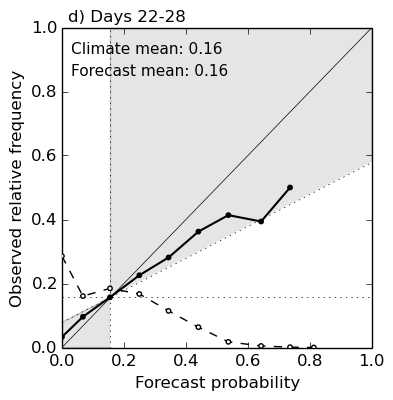 d) Days 22-28
1.0
Climate mean: 0.16
Forecast mean: 0.16
0.8
0.6
0.4
0.2
0.0
0.0 0.2 0.4 0.6 0.8 1.0
Observed relative frequency
Forecast probability